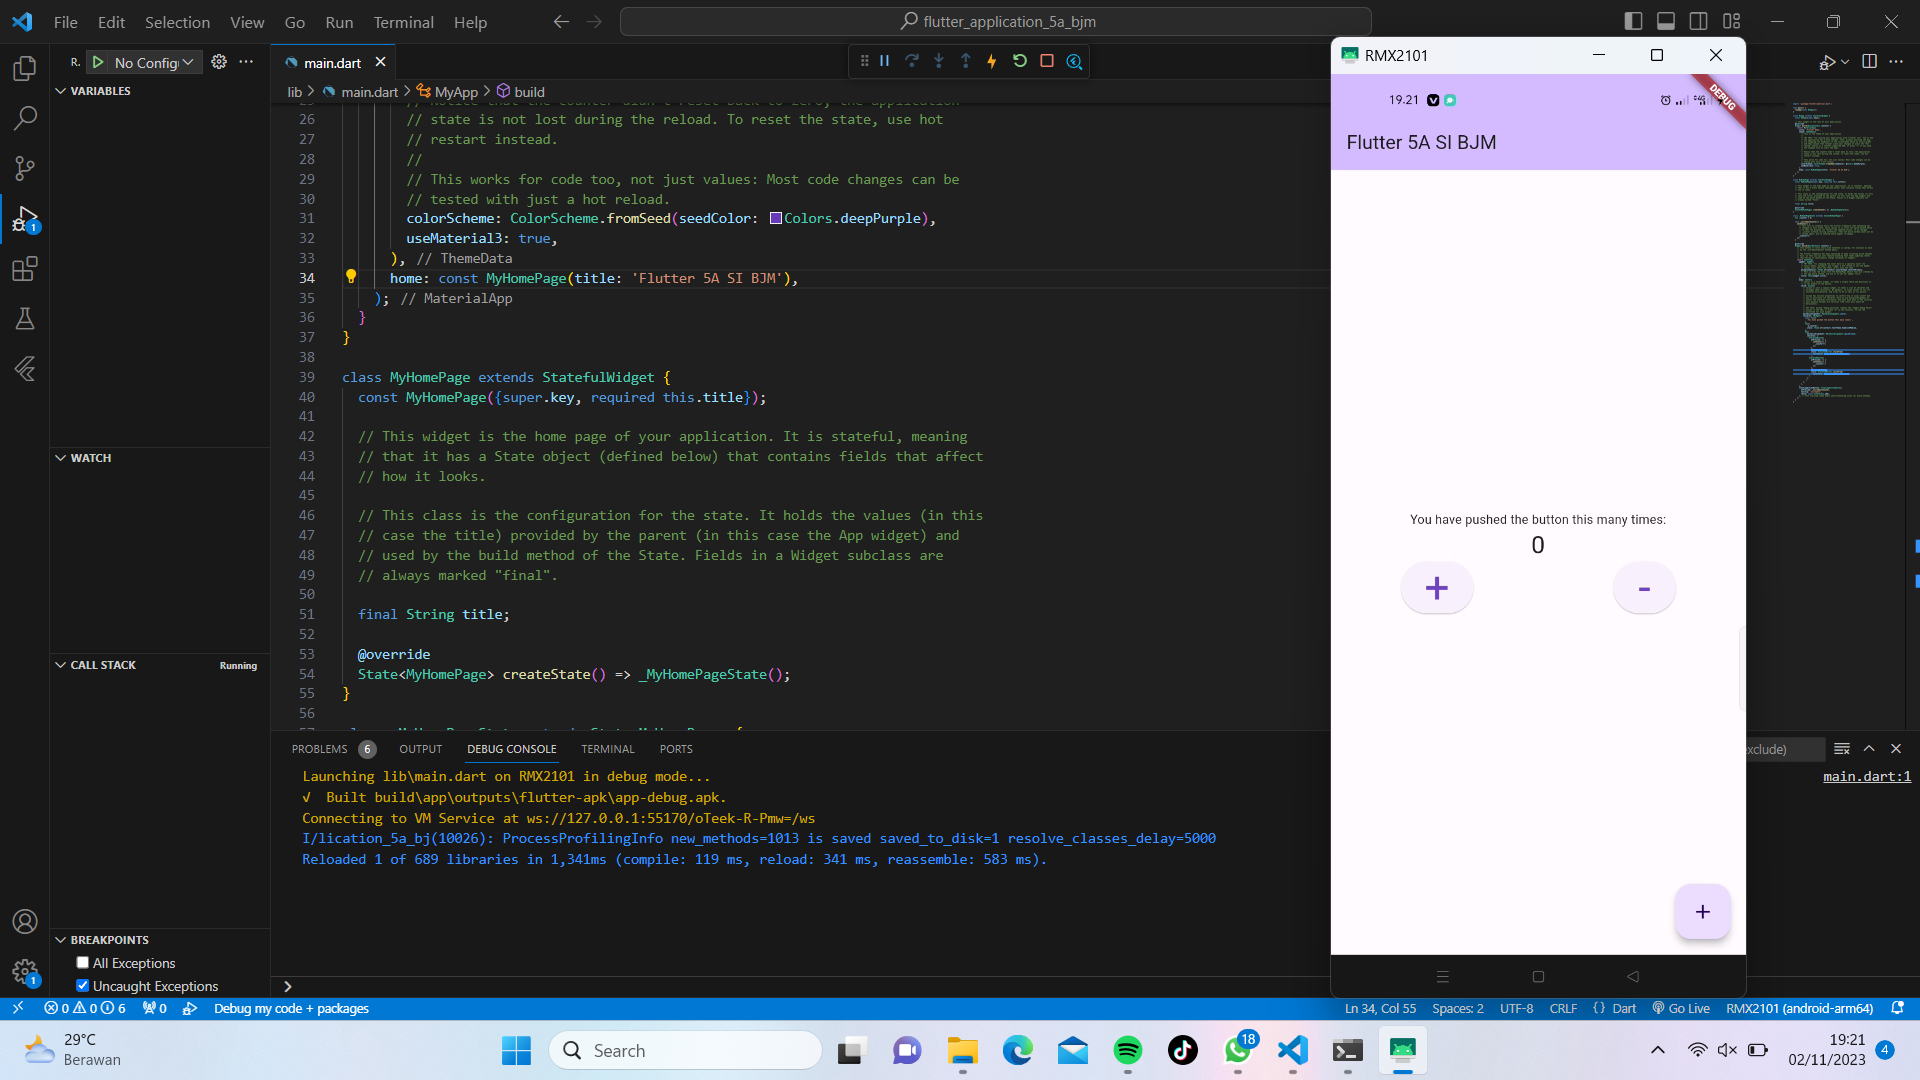 File Edit Selection View Go Run Terminal Help
flutter_application_5a_bjm
R. No Config
main.dart
lib > main.dart > MyApp > build
VARIABLES
WATCH
CALL STACK Running
BREAKPOINTS
All Exceptions
Uncaught Exceptions
25 // Notice that the counter didn't reset back to zero; the application
26 // state is not lost during the reload. To reset the state, use hot
27 // restart instead.
28 //
29 // This works for code too, not just values: Most code changes can be
30 // tested with just a hot reload.
31 colorScheme: ColorScheme.fromSeed(seedColor: Colors.deepPurple),
32 useMaterial3: true,
33 ), // ThemeData
34 home: const MyHomePage(title: 'Flutter 5A SI BJM'),
35 ); // MaterialApp
36 }
37 }
38
39 class MyHomePage extends StatefulWidget {
40 const MyHomePage({super.key, required this.title});
41
42 // This widget is the home page of your application. It is stateful, meaning
43 // that it has a State object (defined below) that contains fields that affect
44 // how it looks.
45
46 // This class is the configuration for the state. It holds the values (in this
47 // case the title) provided by the parent (in this case the App widget) and
48 // used by the build method of the State. Fields in a Widget subclass are
49 // always marked "final".
50
51 final String title;
52
53 @override
54 State<MyHomePage> createState() => _MyHomePageState();
55 }
56
PROBLEMS 6 OUTPUT DEBUG CONSOLE TERMINAL PORTS
xclude)
Launching lib\main.dart on RMX2101 in debug mode...
main.dart:1
√ Built build\app\outputs\flutter-apk\app-debug.apk.
Connecting to VM Service at ws://127.0.0.1:55170/oTeek-R-Pmw=/ws
I/lication_5a_bj(10026): ProcessProfilingInfo new_methods=1013 is saved saved_to_disk=1 resolve_classes_delay=5000
Reloaded 1 of 689 libraries in 1,341ms (compile: 119 ms, reload: 341 ms, reassemble: 583 ms).
>
RMX2101
19.21
DEBUG
Flutter 5A SI BJM
You have pushed the button this many times:
0
+ -
+
1
1
0 0 6 0 Debug my code + packages
Ln 34, Col 55 Spaces: 2 UTF-8 CRLF {} Dart Go Live RMX2101 (android-arm64)
29°C
Berawan
Search
18
19:21
02/11/2023
4